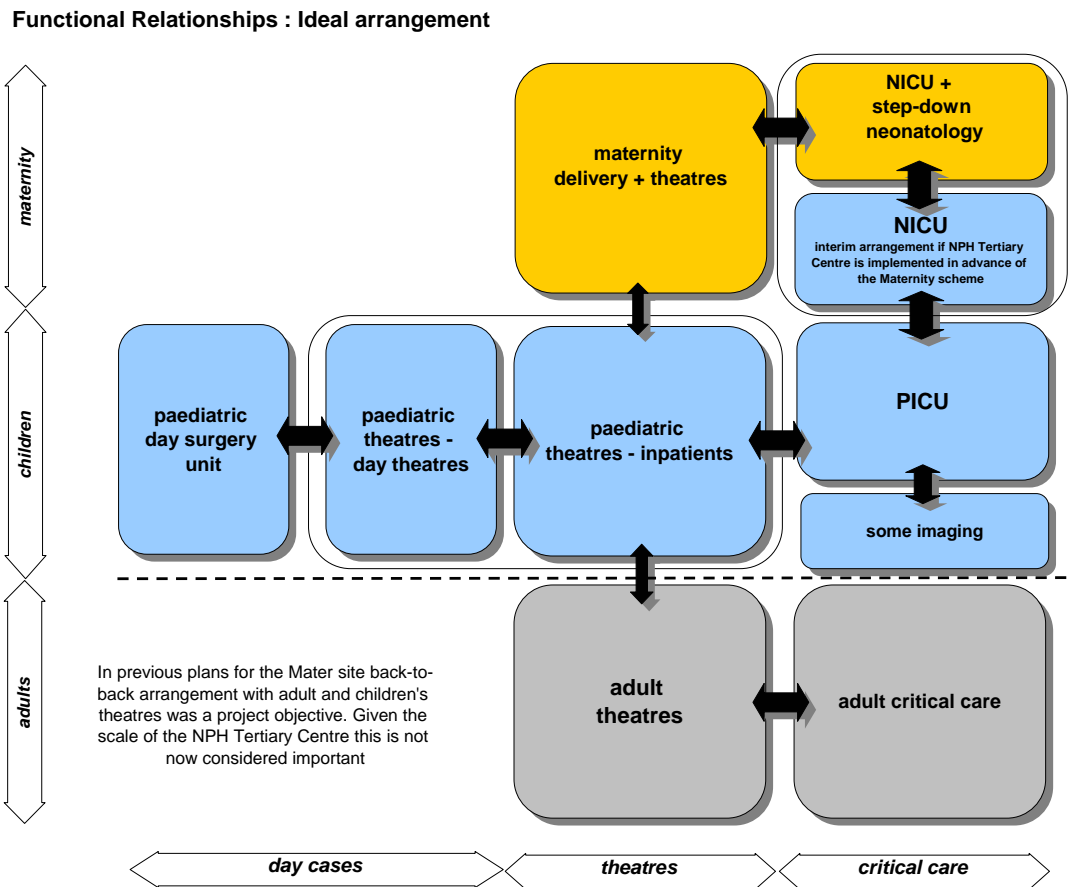 Functional Relationships : Ideal arrangement
maternity
maternity
delivery + theatres
NICU +
step-down
neonatology
NICU
interim arrangement if NPH Tertiary
Centre is implemented in advance of
the Maternity scheme
children
paediatric
day surgery
unit
paediatric
theatres -
day theatres
paediatric
theatres - inpatients
PICU
some imaging
adults
In previous plans for the Mater site back-to-
back arrangement with adult and children's
theatres was a project objective. Given the
scale of the NPH Tertiary Centre this is not
now considered important
adult
theatres
adult critical care
day cases
theatres
critical care